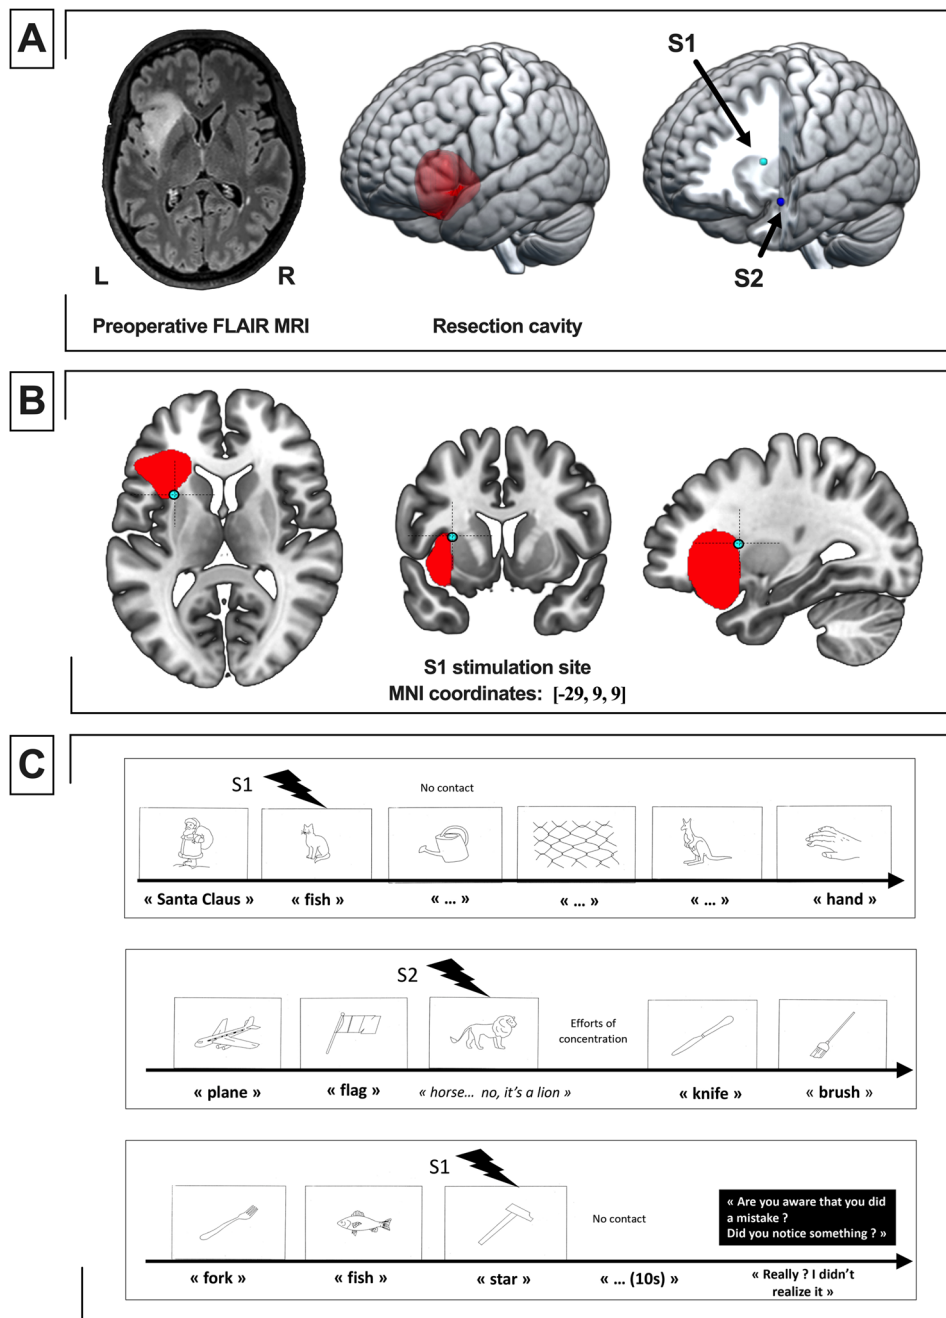 A
S1
S2
L
R
Preoperative FLAIR MRI
Resection cavity
B
S1 stimulation site
MNI coordinates: [-29, 9, 9]
C
S1
No contact
« Santa Claus »
« fish »
« ... »
« ... »
« ... »
« hand »
S2
Efforts of
concentration
« plane »
« flag »
« horse... no, it's a lion »
« knife »
« brush »
S1
No contact
« Are you aware that you did
a mistake ?
Did you notice something ? »
« fork »
« fish »
« star »
« ... (10s) »
« Really ? I didn't
realize it »